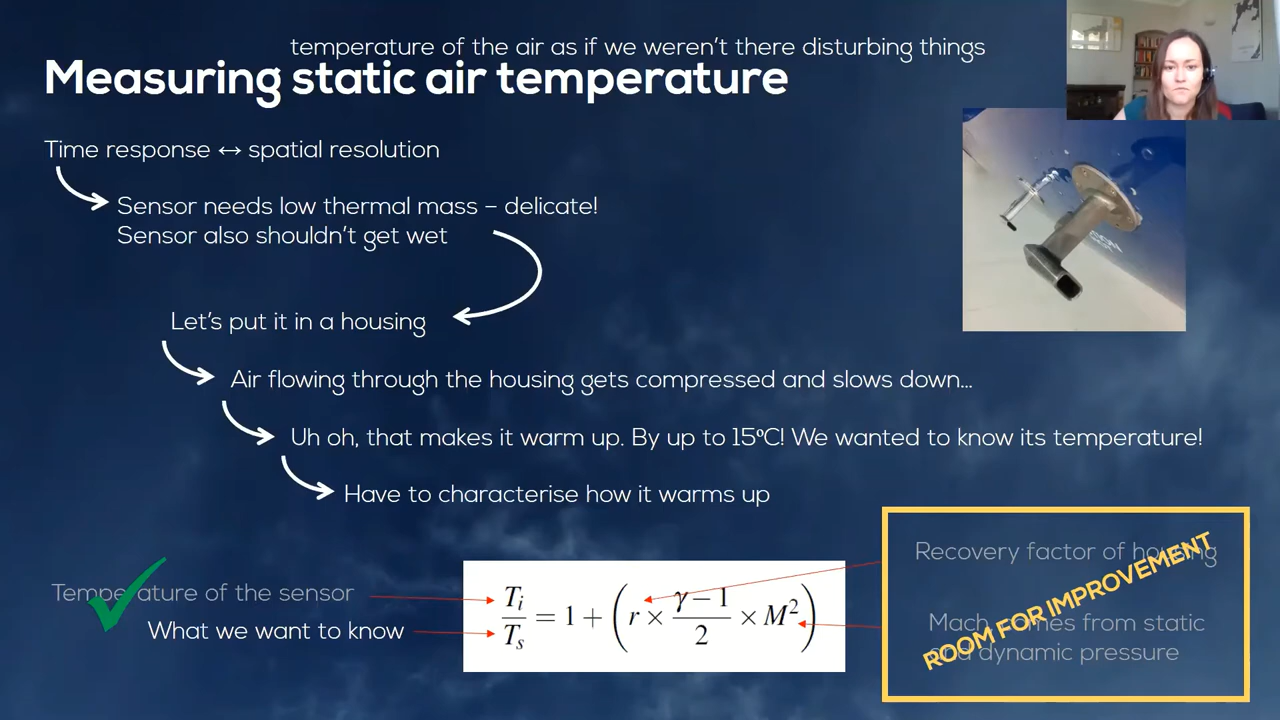 temperature of the air as if we weren't there disturbing things
Measuring static air temperature
Time response ↔ spatial resolution
Sensor needs low thermal mass – delicate!
Sensor also shouldn't get wet
Let's put it in a housing
Air flowing through the housing gets compressed and slows down...
Uh oh, that makes it warm up. By up to 15ºC! We wanted to know its temperature!
Have to characterise how it warms up
Temperature of the sensor
What we want to know
T_i/T_s = 1 + (r × (γ − 1)/2 × M²)
Recovery factor of housing
Mach comes from static
and dynamic pressure
ROOM FOR IMPROVEMENT